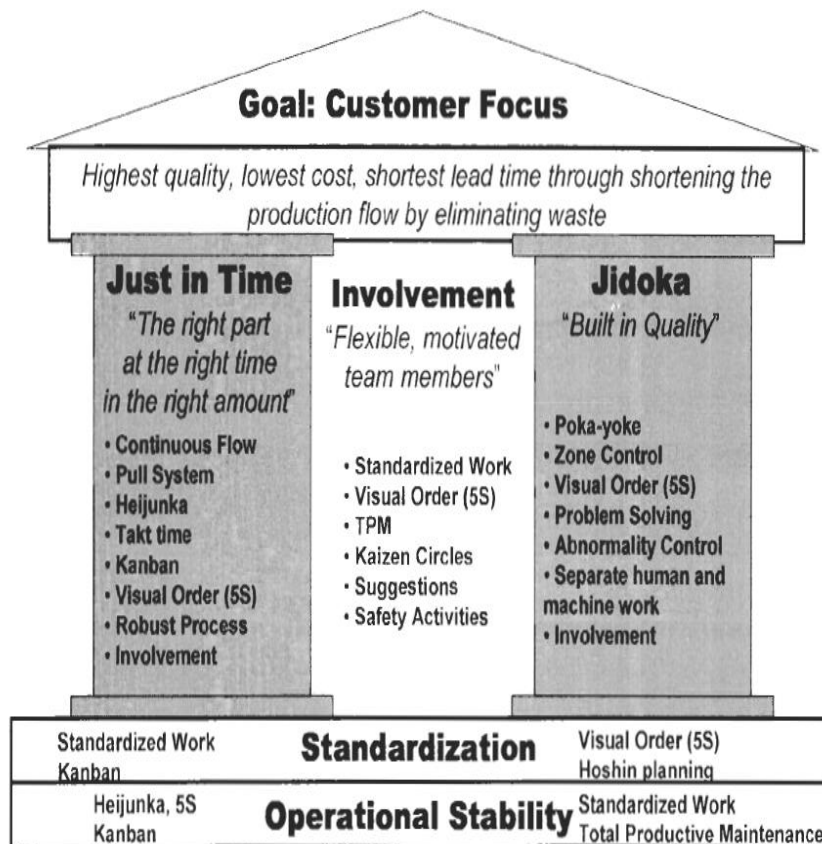 Goal: Customer Focus
Highest quality, lowest cost, shortest lead time through shortening the
production flow by eliminating waste
Just in Time
"The right part
at the right time
in the right amount"
• Continuous Flow
• Pull System
• Heijunka
• Takt time
• Kanban
• Visual Order (5S)
• Robust Process
• Involvement
Involvement
"Flexible, motivated
team members"
• Standardized Work
• Visual Order (5S)
• TPM
• Kaizen Circles
• Suggestions
• Safety Activities
Jidoka
"Built in Quality"
• Poka-yoke
• Zone Control
• Visual Order (5S)
• Problem Solving
• Abnormality Control
• Separate human and
machine work
• Involvement
Standardized Work
Kanban
Standardization
Visual Order (5S)
Hoshin planning
Heijunka, 5S
Kanban
Operational Stability
Standardized Work
Total Productive Maintenance